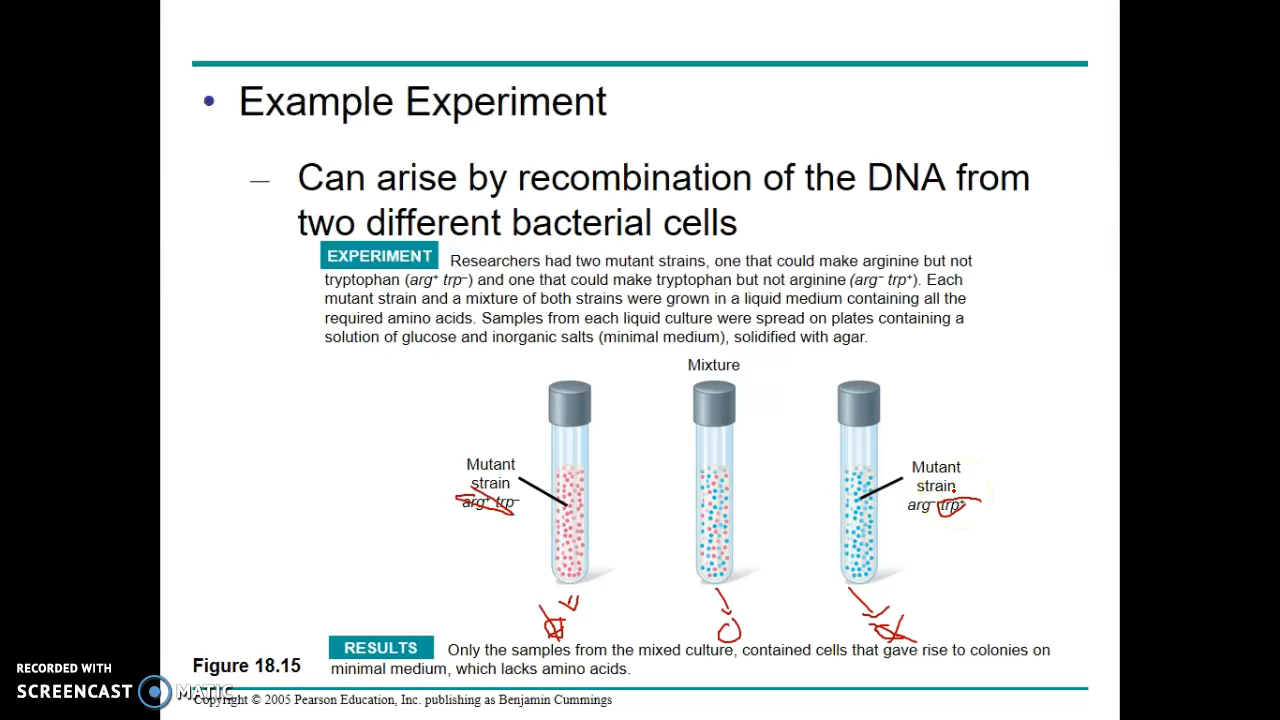 • Example Experiment
– Can arise by recombination of the DNA from
two different bacterial cells
EXPERIMENT Researchers had two mutant strains, one that could make arginine but not
tryptophan (arg⁺ trp⁻) and one that could make tryptophan but not arginine (arg⁻ trp⁺). Each
mutant strain and a mixture of both strains were grown in a liquid medium containing all the
required amino acids. Samples from each liquid culture were spread on plates containing a
solution of glucose and inorganic salts (minimal medium), solidified with agar.
Mixture
Mutant
strain
arg⁺ trp⁻
Mutant
strain
arg⁻ trp⁺
RESULTS Only the samples from the mixed culture, contained cells that gave rise to colonies on
minimal medium, which lacks amino acids.
Figure 18.15
Copyright © 2005 Pearson Education, Inc. publishing as Benjamin Cummings
RECORDED WITH
SCREENCAST MATIC